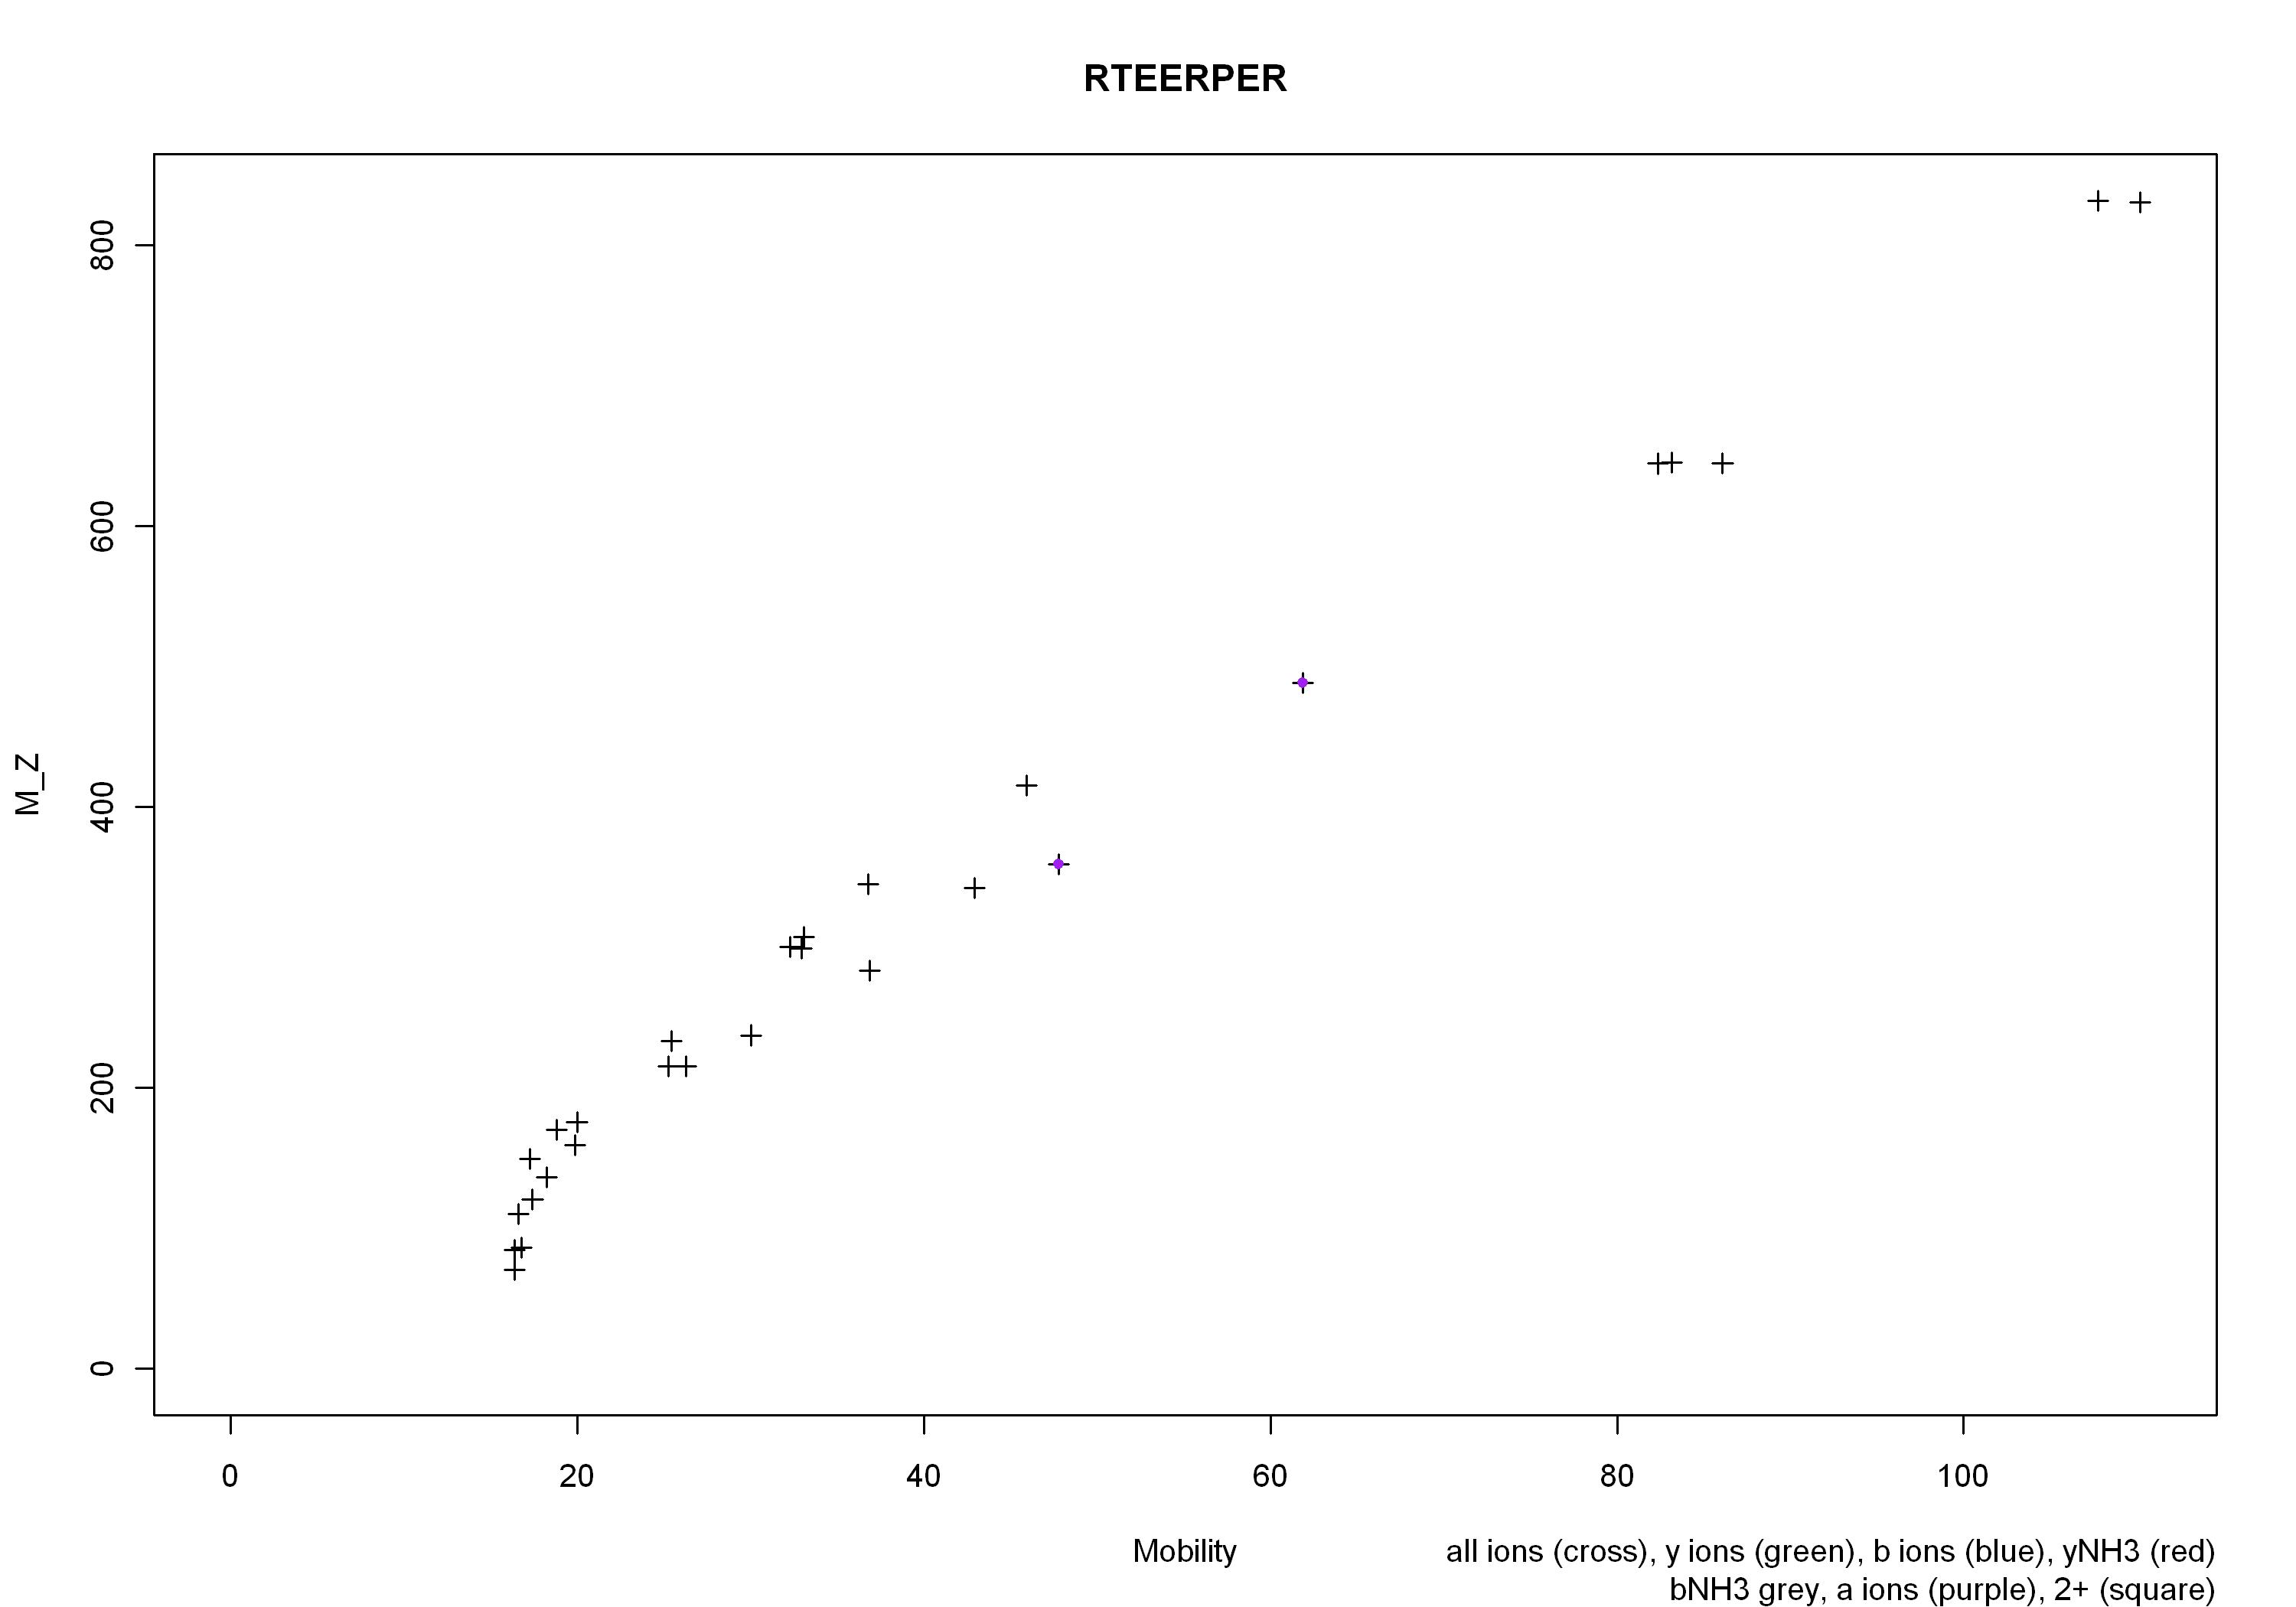 RTEERPER
800
600
400
200
0
M_Z
0 20 40 60 80 100
Mobility
all ions (cross), y ions (green), b ions (blue), yNH3 (red)
bNH3 grey, a ions (purple), 2+ (square)